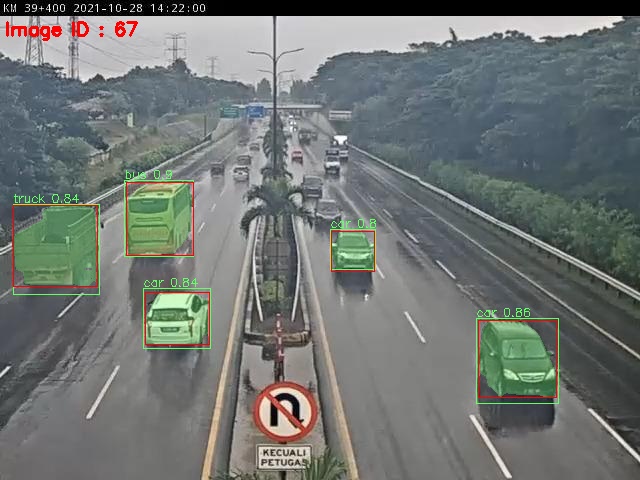 KM 39+400 2021-10-28 14:22:00
Image ID : 67
bus 0.9
truck 0.84
car 0.8
car 0.84
car 0.86
KECUALI
PETUGAS